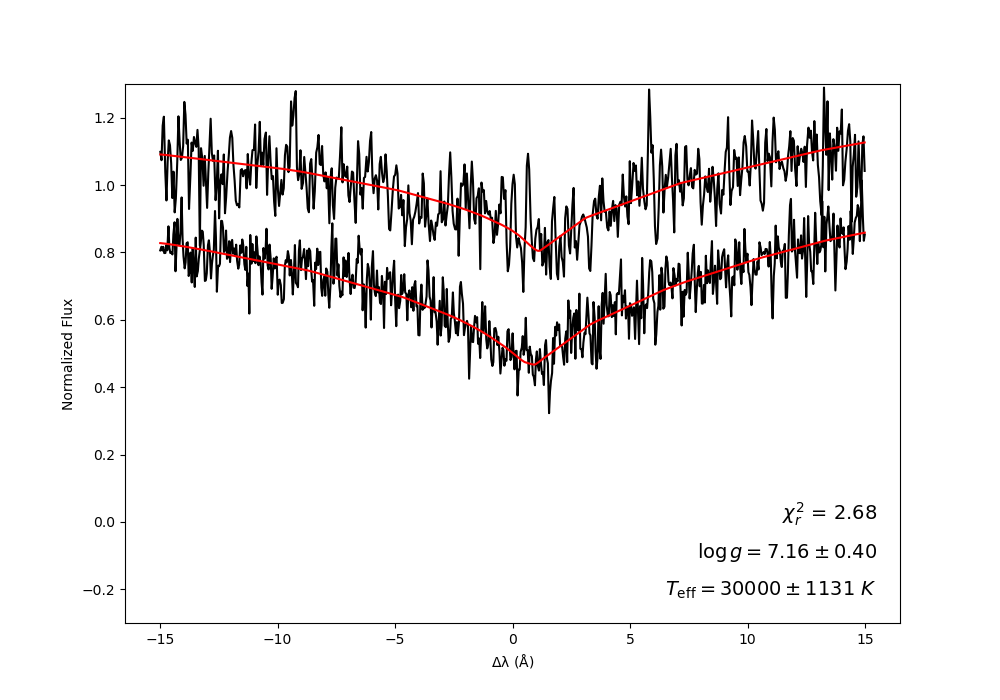 1.2
1.0
0.8
0.6
0.4
0.2
0.0
−0.2
Normalized Flux
χ²ᵣ = 2.68
log g = 7.16 ± 0.40
T_eff = 30000 ± 1131 K
−15 −10 −5 0 5 10 15
Δλ (Å)